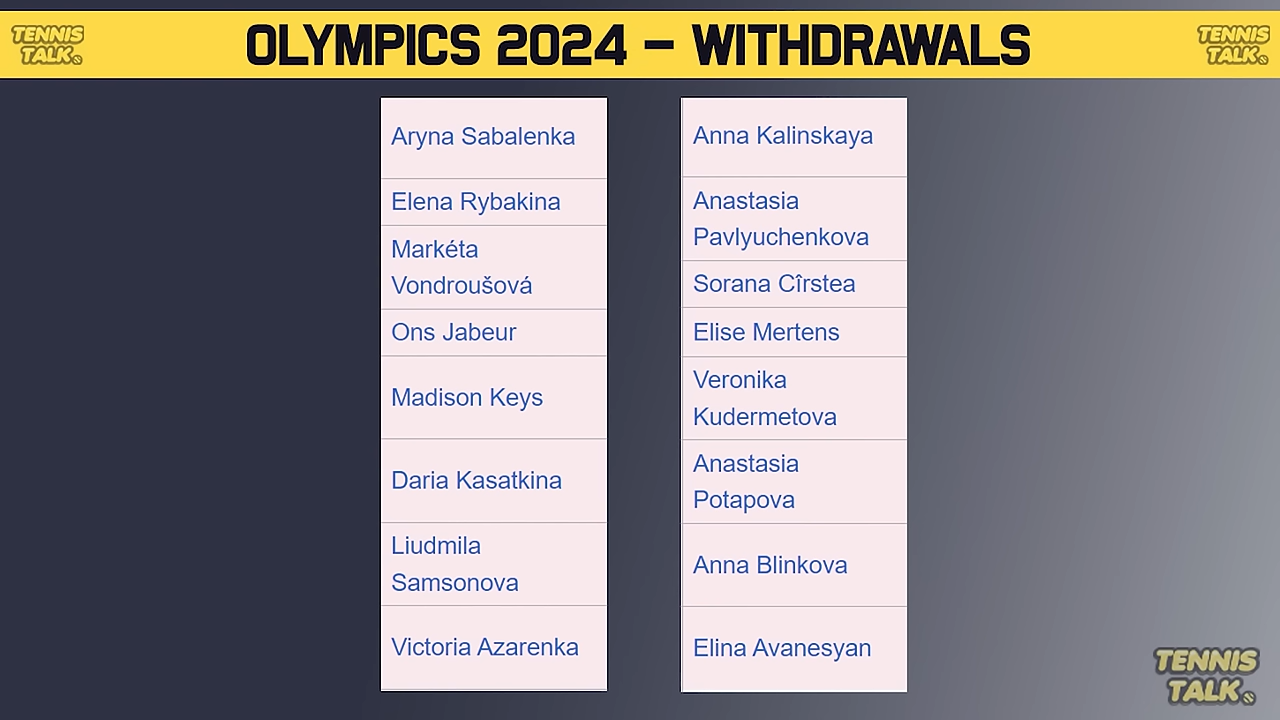 TENNIS
TALK
OLYMPICS 2024 – WITHDRAWALS
TENNIS
TALK
Aryna Sabalenka
Elena Rybakina
Markéta
Vondroušová
Ons Jabeur
Madison Keys
Daria Kasatkina
Liudmila
Samsonova
Victoria Azarenka
Anna Kalinskaya
Anastasia
Pavlyuchenkova
Sorana Cîrstea
Elise Mertens
Veronika
Kudermetova
Anastasia
Potapova
Anna Blinkova
Elina Avanesyan
TENNIS
TALK